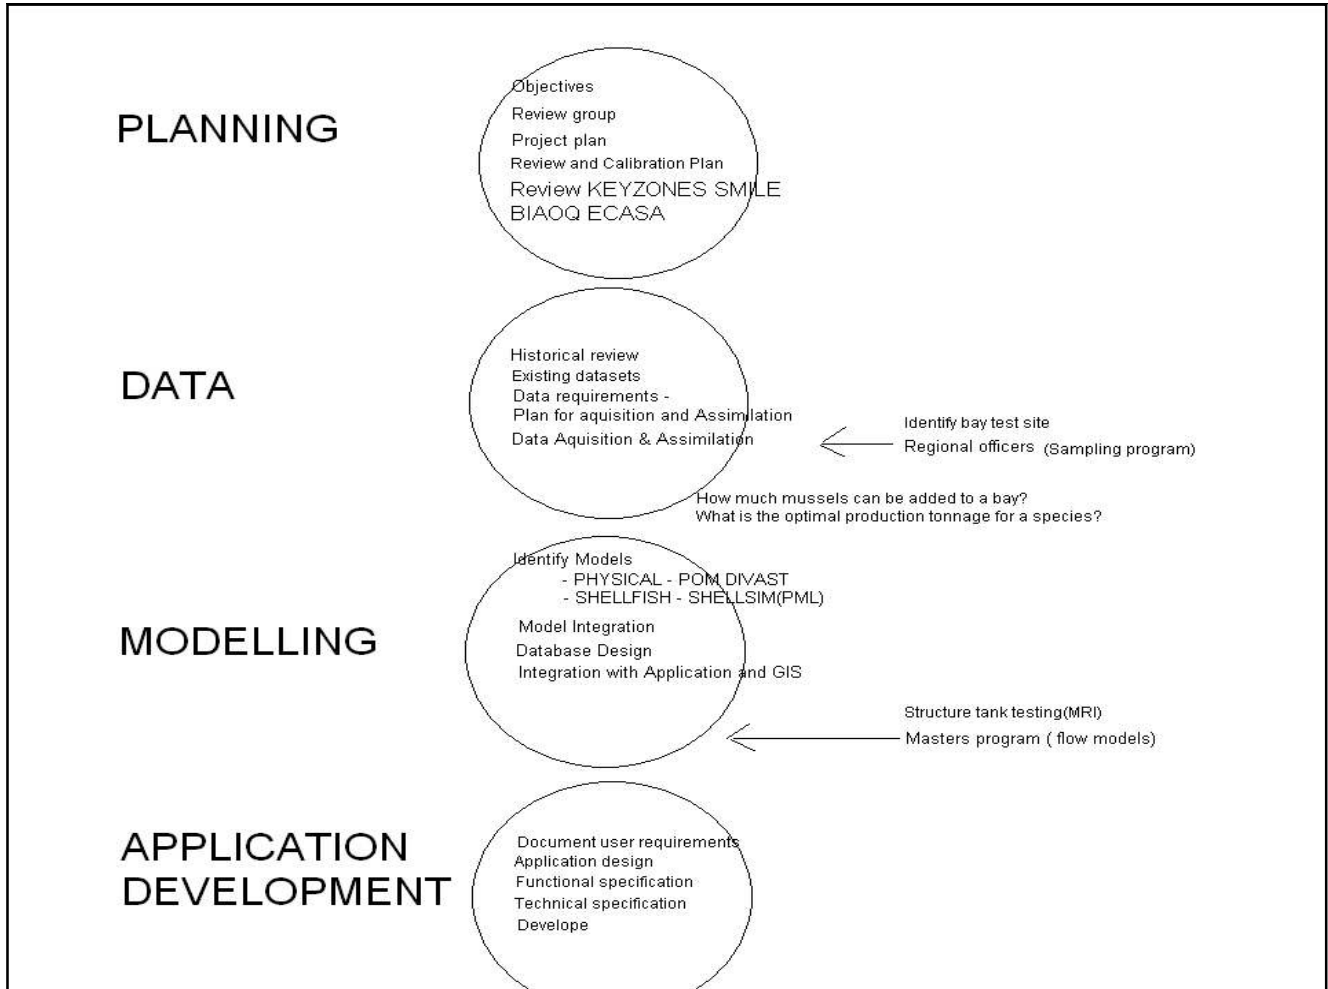 PLANNING
Objectives
Review group
Project plan
Review and Calibration Plan
Review KEYZONES SMILE
BIAOQ ECASA
DATA
Historical review
Existing datasets
Data requirements -
Plan for aquisition and Assimilation
Data Aquisition & Assimilation
Identify bay test site
Regional officers (Sampling program)
How much mussels can be added to a bay?
What is the optimal production tonnage for a species?
MODELLING
Identify Models
- PHYSICAL - POM DIVAST
- SHELLFISH - SHELLSIM(PML)
Model Integration
Database Design
Integration with Application and GIS
Structure tank testing(MRI)
Masters program ( flow models)
APPLICATION
DEVELOPMENT
Document user requirements
Application design
Functional specification
Technical specification
Develope